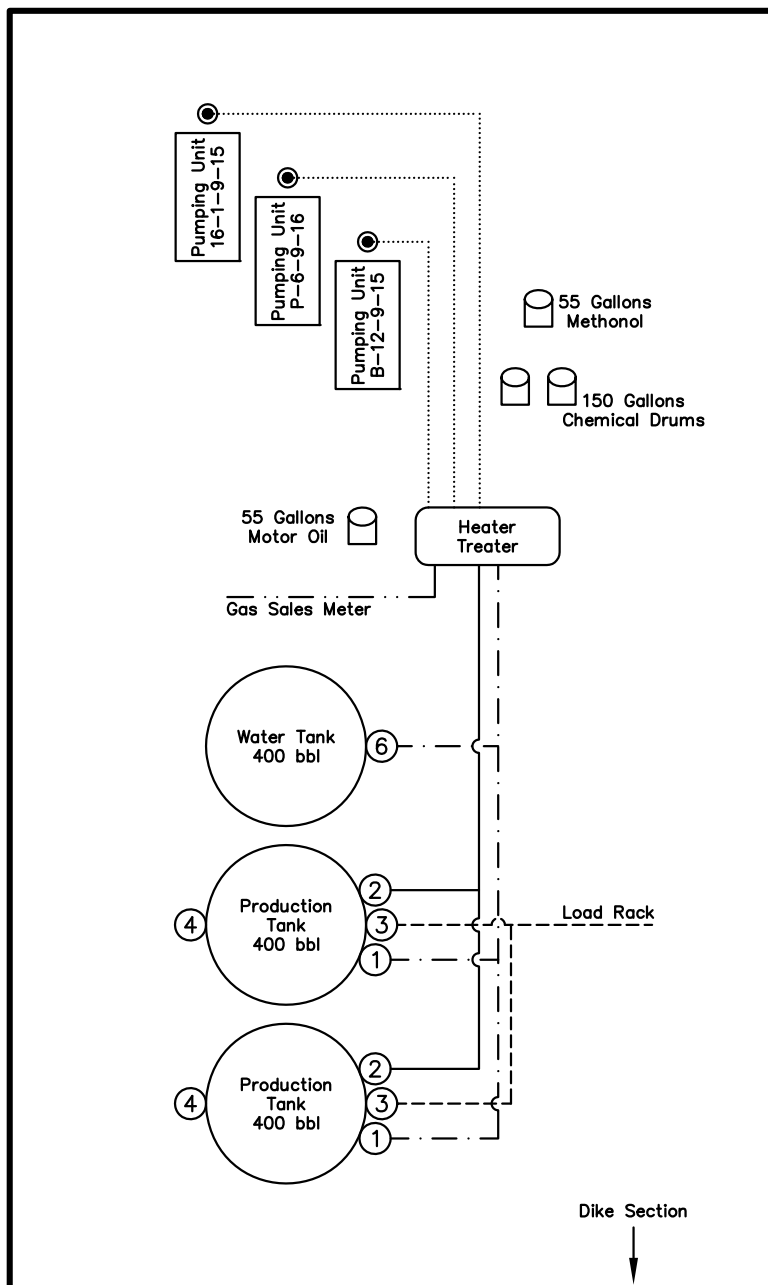 Pumping Unit
16-1-9-15
Pumping Unit
P-6-9-16
Pumping Unit
B-12-9-15
55 Gallons
Methonol
150 Gallons
Chemical Drums
55 Gallons
Motor Oil
Heater
Treater
Gas Sales Meter
Water Tank
400 bbl
6
2
Production
Tank
400 bbl
4
3
Load Rack
1
2
Production
Tank
400 bbl
4
3
1
Dike Section